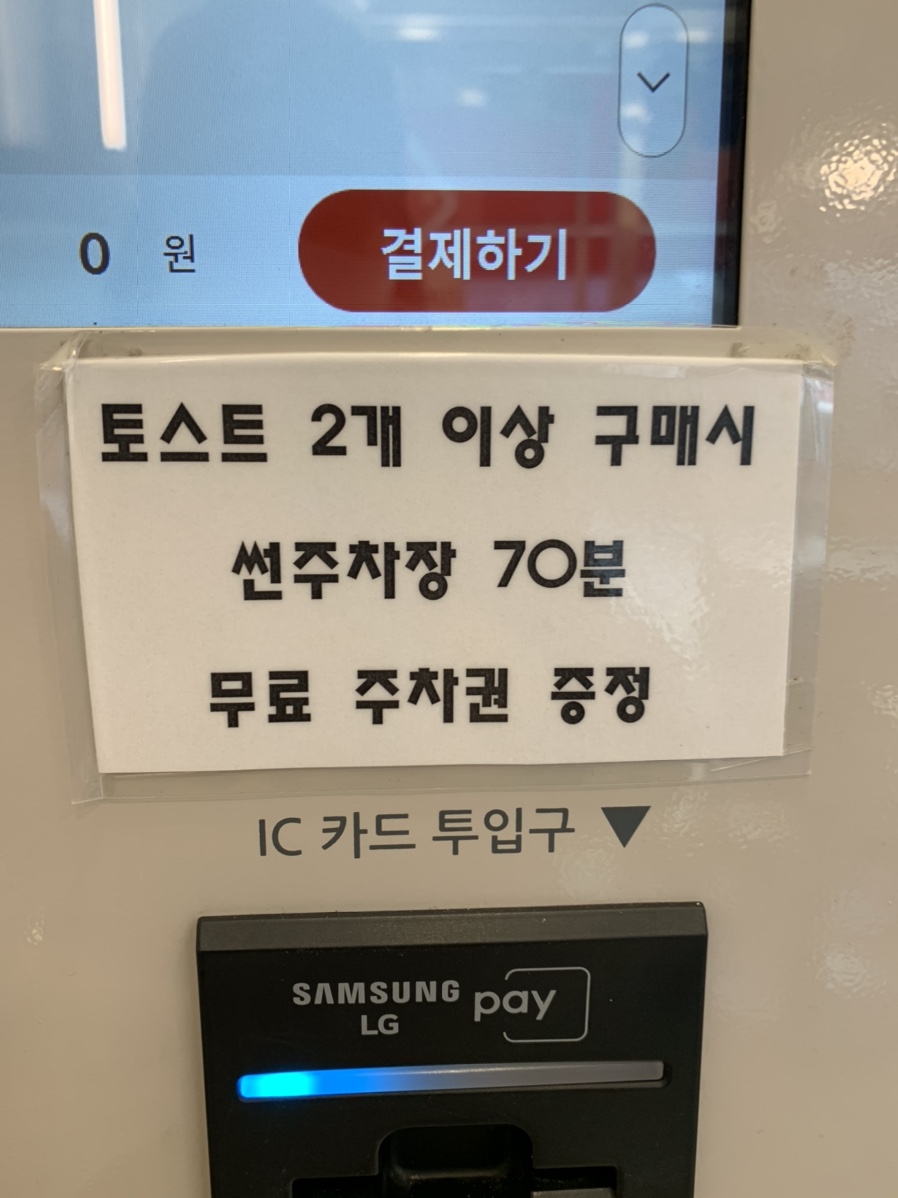 0 원 결제하기
토스트 2개 이상 구매시
썬주차장 70분
무료 주차권 증정
IC 카드 투입구 ▼
SAMSUNG pay
LG